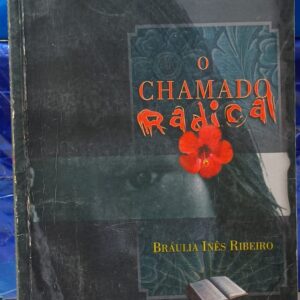 O
CHAMADO
Radical
BRÁULIA INÊS RIBEIRO